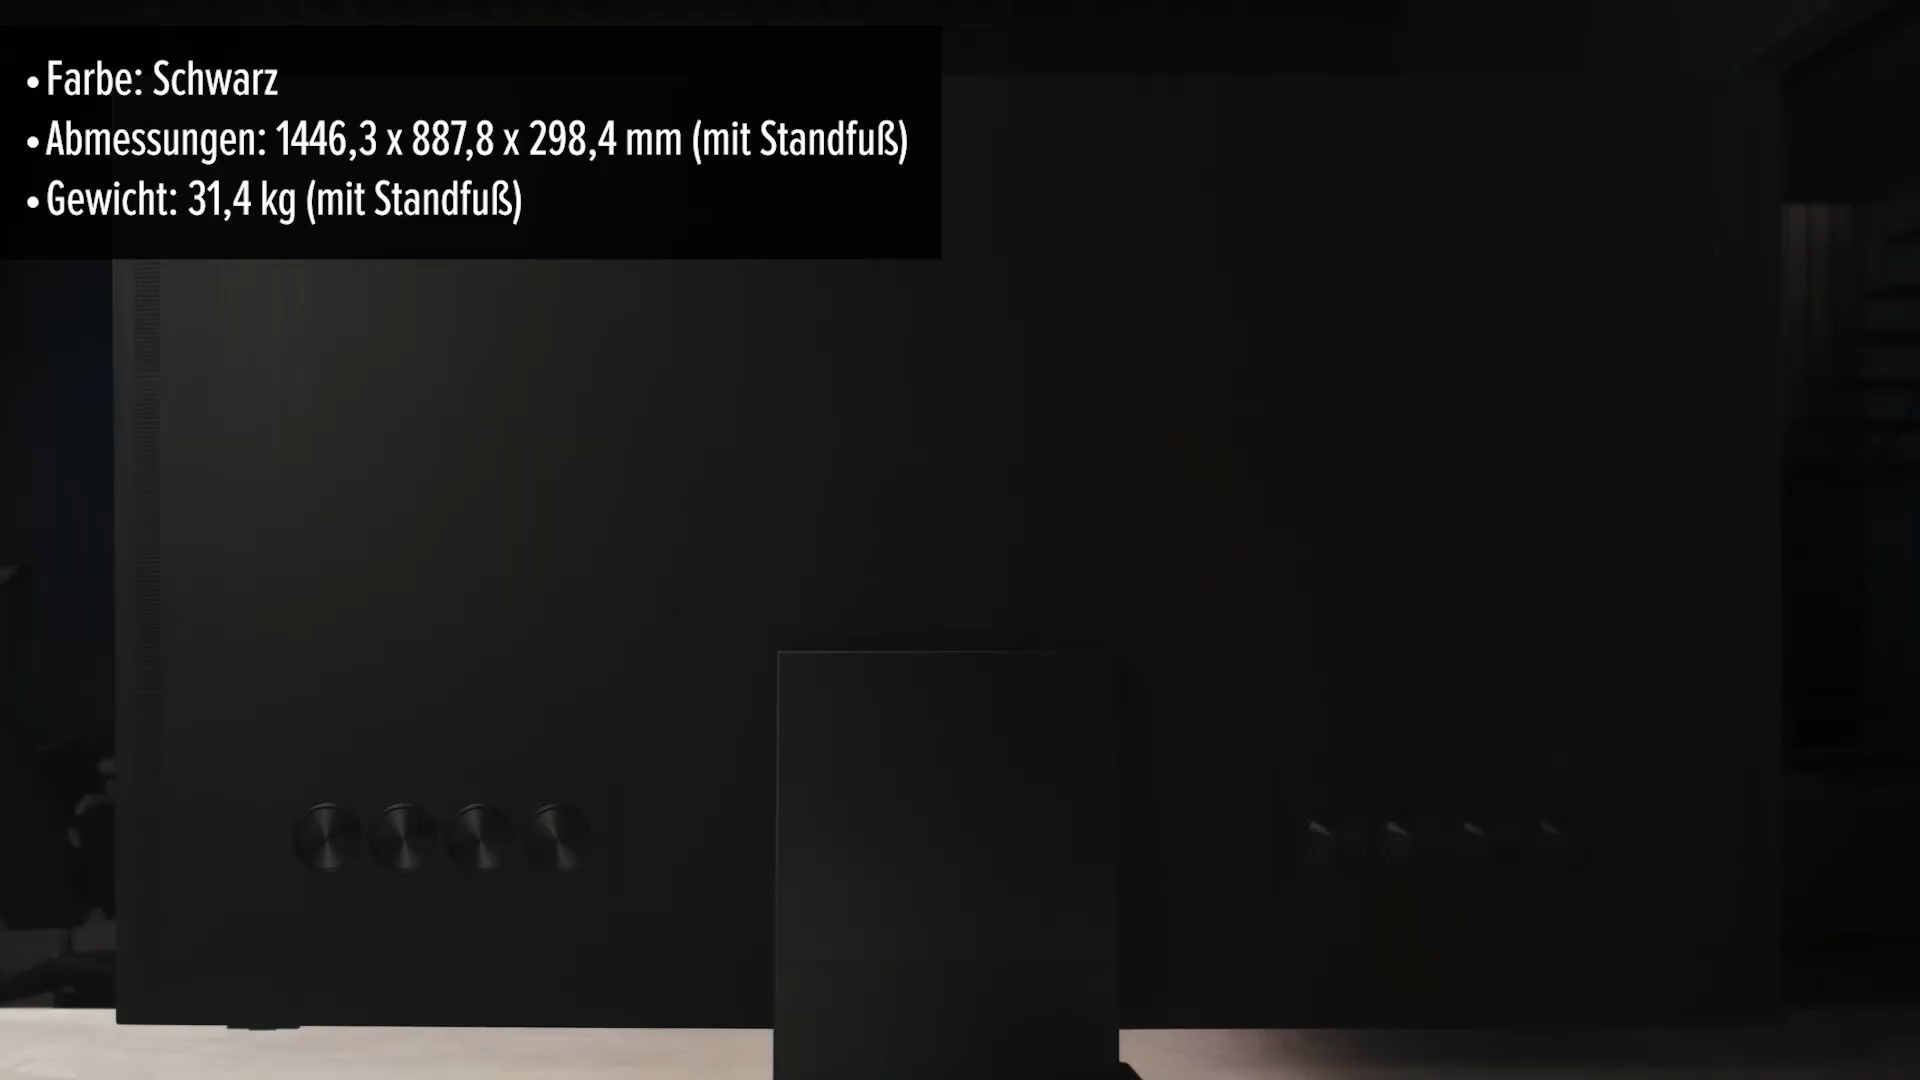 • Farbe: Schwarz
• Abmessungen: 1446,3 x 887,8 x 298,4 mm (mit Standfuß)
• Gewicht: 31,4 kg (mit Standfuß)